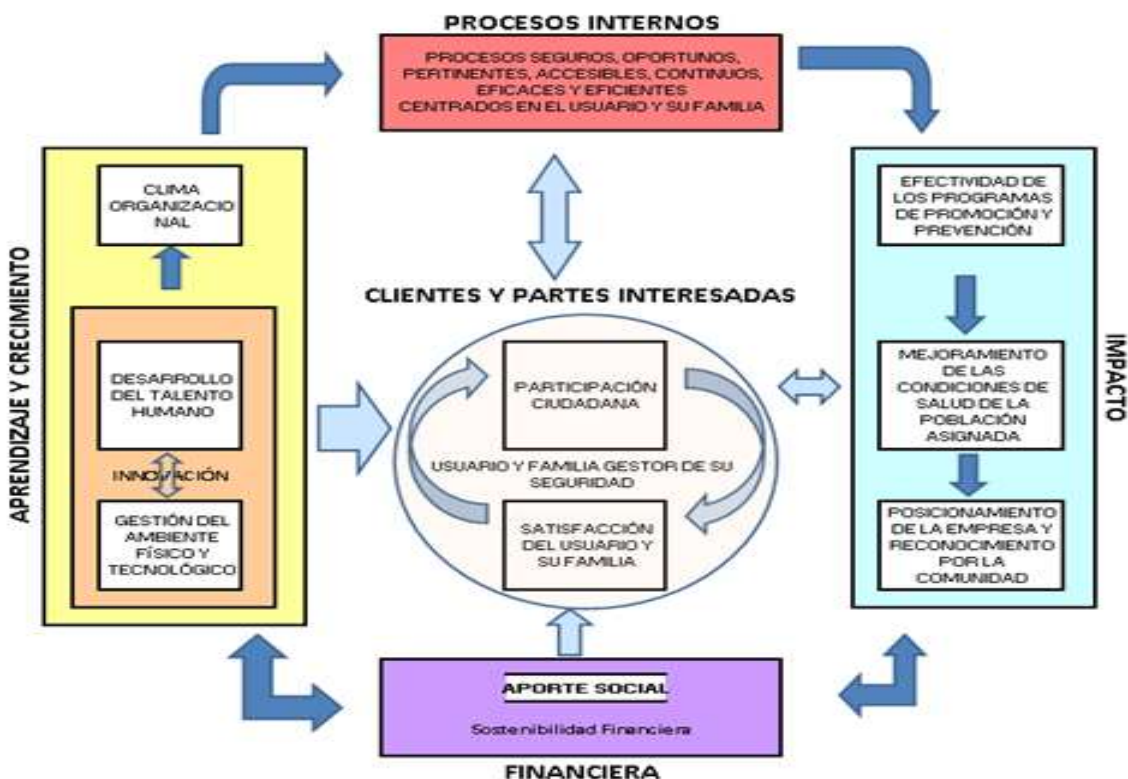 PROCESOS INTERNOS
PROCESOS SEGUROS, OPORTUNOS,
PERTINENTES, ACCESIBLES, CONTINUOS,
EFICACES Y EFICIENTES
CENTRADOS EN EL USUARIO Y SU FAMILIA
APRENDIZAJE Y CRECIMIENTO
CLIMA
ORGANIZACIO
NAL
DESARROLLO
DEL TALENTO
HUMANO
INNOVACIÓN
GESTIÓN DEL
AMBIENTE
FÍSICO Y
TECNOLÓGICO
CLIENTES Y PARTES INTERESADAS
PARTICIPACIÓN
CIUDADANA
USUARIO Y FAMILIA GESTOR DE SU
SEGURIDAD
SATISFACCIÓN
DEL USUARIO Y
SU FAMILIA
EFECTIVIDAD DE
LOS PROGRAMAS
DE PROMOCIÓN Y
PREVENCIÓN
MEJORAMIENTO
DE LAS
CONDICIONES DE
SALUD DE LA
POBLACIÓN
ASIGNADA
POSICIONAMIENTO
DE LA EMPRESA Y
RECONOCIMIENTO
POR LA
COMUNIDAD
IMPACTO
APORTE SOCIAL
Sostenibilidad Financiera
FINANCIERA